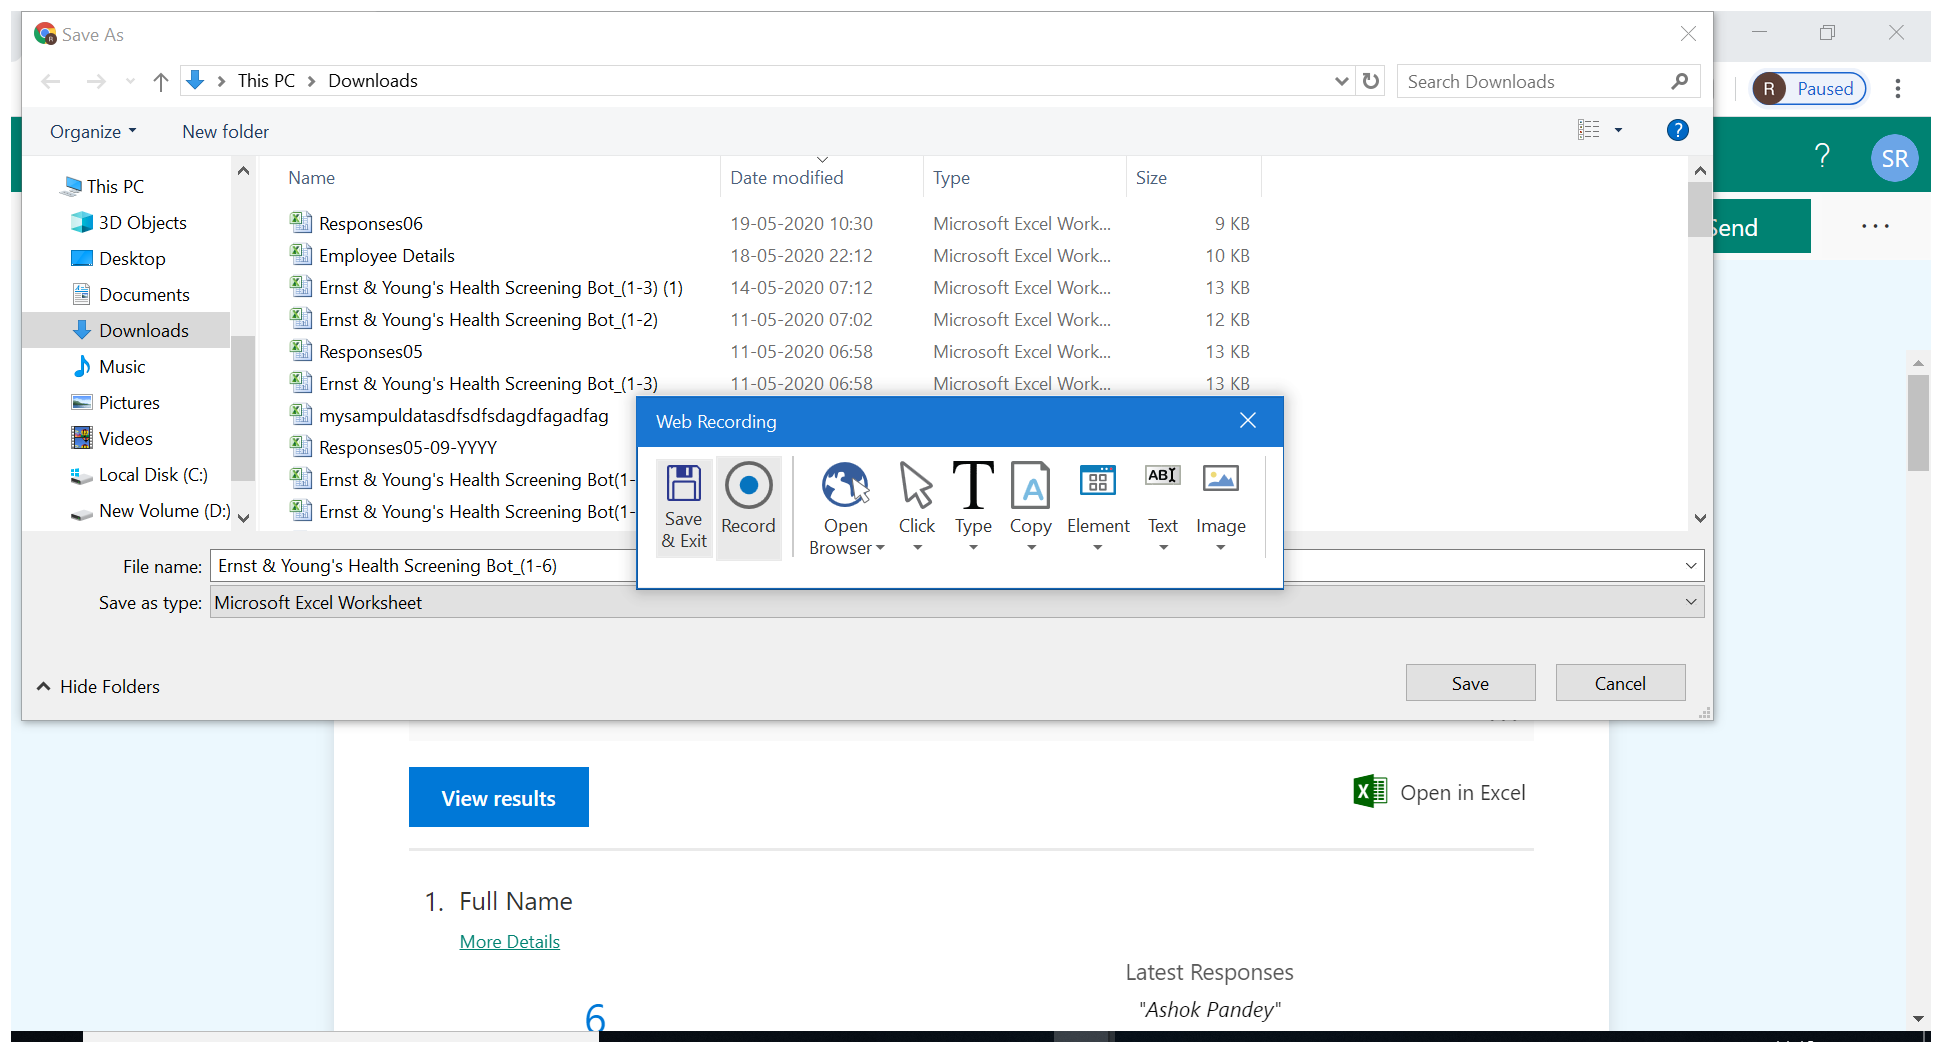 Save As
R Paused
This PC Downloads
Search Downloads
Organize New folder
?
? SR
Send ...
This PC
3D Objects
Desktop
Documents
Downloads
Music
Pictures
Videos
Local Disk (C:)
New Volume (D:)
Name Date modified Type Size
Responses06 19-05-2020 10:30 Microsoft Excel Work... 9 KB
Employee Details 18-05-2020 22:12 Microsoft Excel Work... 10 KB
Ernst & Young's Health Screening Bot_(1-3) (1) 14-05-2020 07:12 Microsoft Excel Work... 13 KB
Ernst & Young's Health Screening Bot_(1-2) 11-05-2020 07:02 Microsoft Excel Work... 12 KB
Responses05 11-05-2020 06:58 Microsoft Excel Work... 13 KB
Ernst & Young's Health Screening Bot_(1-3) 11-05-2020 06:58 Microsoft Excel Work... 13 KB
mysampuldatasdfsdfsdagdfagadfag
Responses05-09-YYYY
Ernst & Young's Health Screening Bot(1-
Ernst & Young's Health Screening Bot(1-
Web Recording
Save & Exit
Record
Open Browser
Click
T
Type
A
Copy
Element
ABI
Text
Image
File name: Ernst & Young's Health Screening Bot_(1-6)
Save as type: Microsoft Excel Worksheet
Hide Folders
Save Cancel
View results
X Open in Excel
1. Full Name
More Details
Latest Responses
6
"Ashok Pandey"